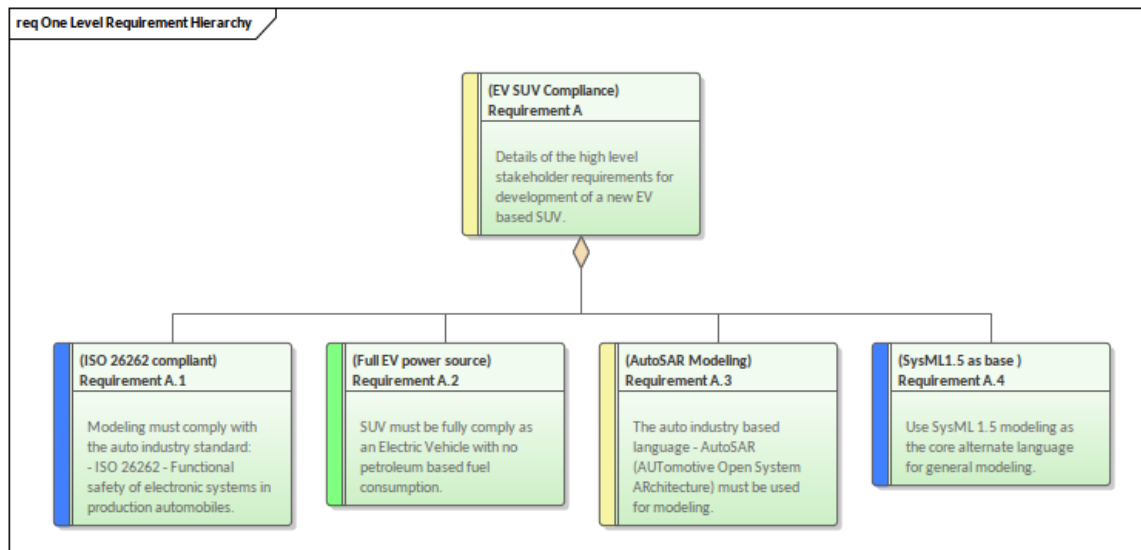 req One Level Requirement Hierarchy
(EV SUV Compliance)
Requirement A
Details of the high level
stakeholder requirements for
development of a new EV
based SUV.
(ISO 26262 compliant)
Requirement A.1
Modeling must comply with
the auto industry standard:
- ISO 26262 - Functional
safety of electronic systems in
production automobiles.
(Full EV power source)
Requirement A.2
SUV must be fully comply as
an Electric Vehicle with no
petroleum based fuel
consumption.
(AutoSAR Modeling)
Requirement A.3
The auto industry based
language - AutoSAR
(AUTomotive Open System
ARchitecture) must be used
for modeling.
(SysML1.5 as base )
Requirement A.4
Use SysML 1.5 modeling as
the core alternate language
for general modeling.